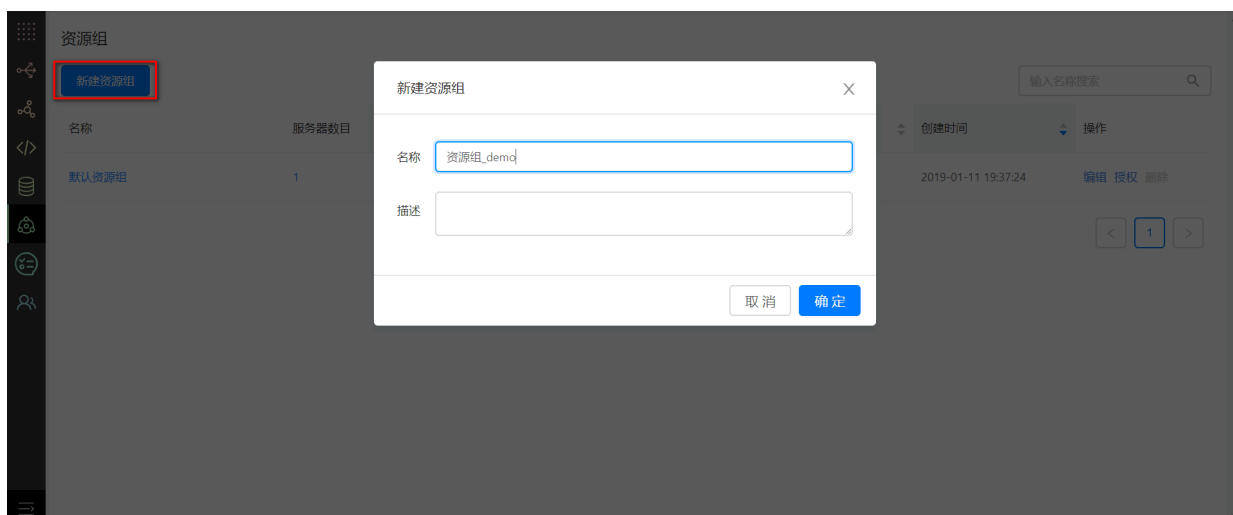 资源组
新建资源组
输入名称搜索
名称
服务器数目
创建时间
操作
默认资源组
1
2019-01-11 19:37:24
编辑 授权 删除
< 1 >
新建资源组
名称
资源组_demo
描述
取 消
确 定